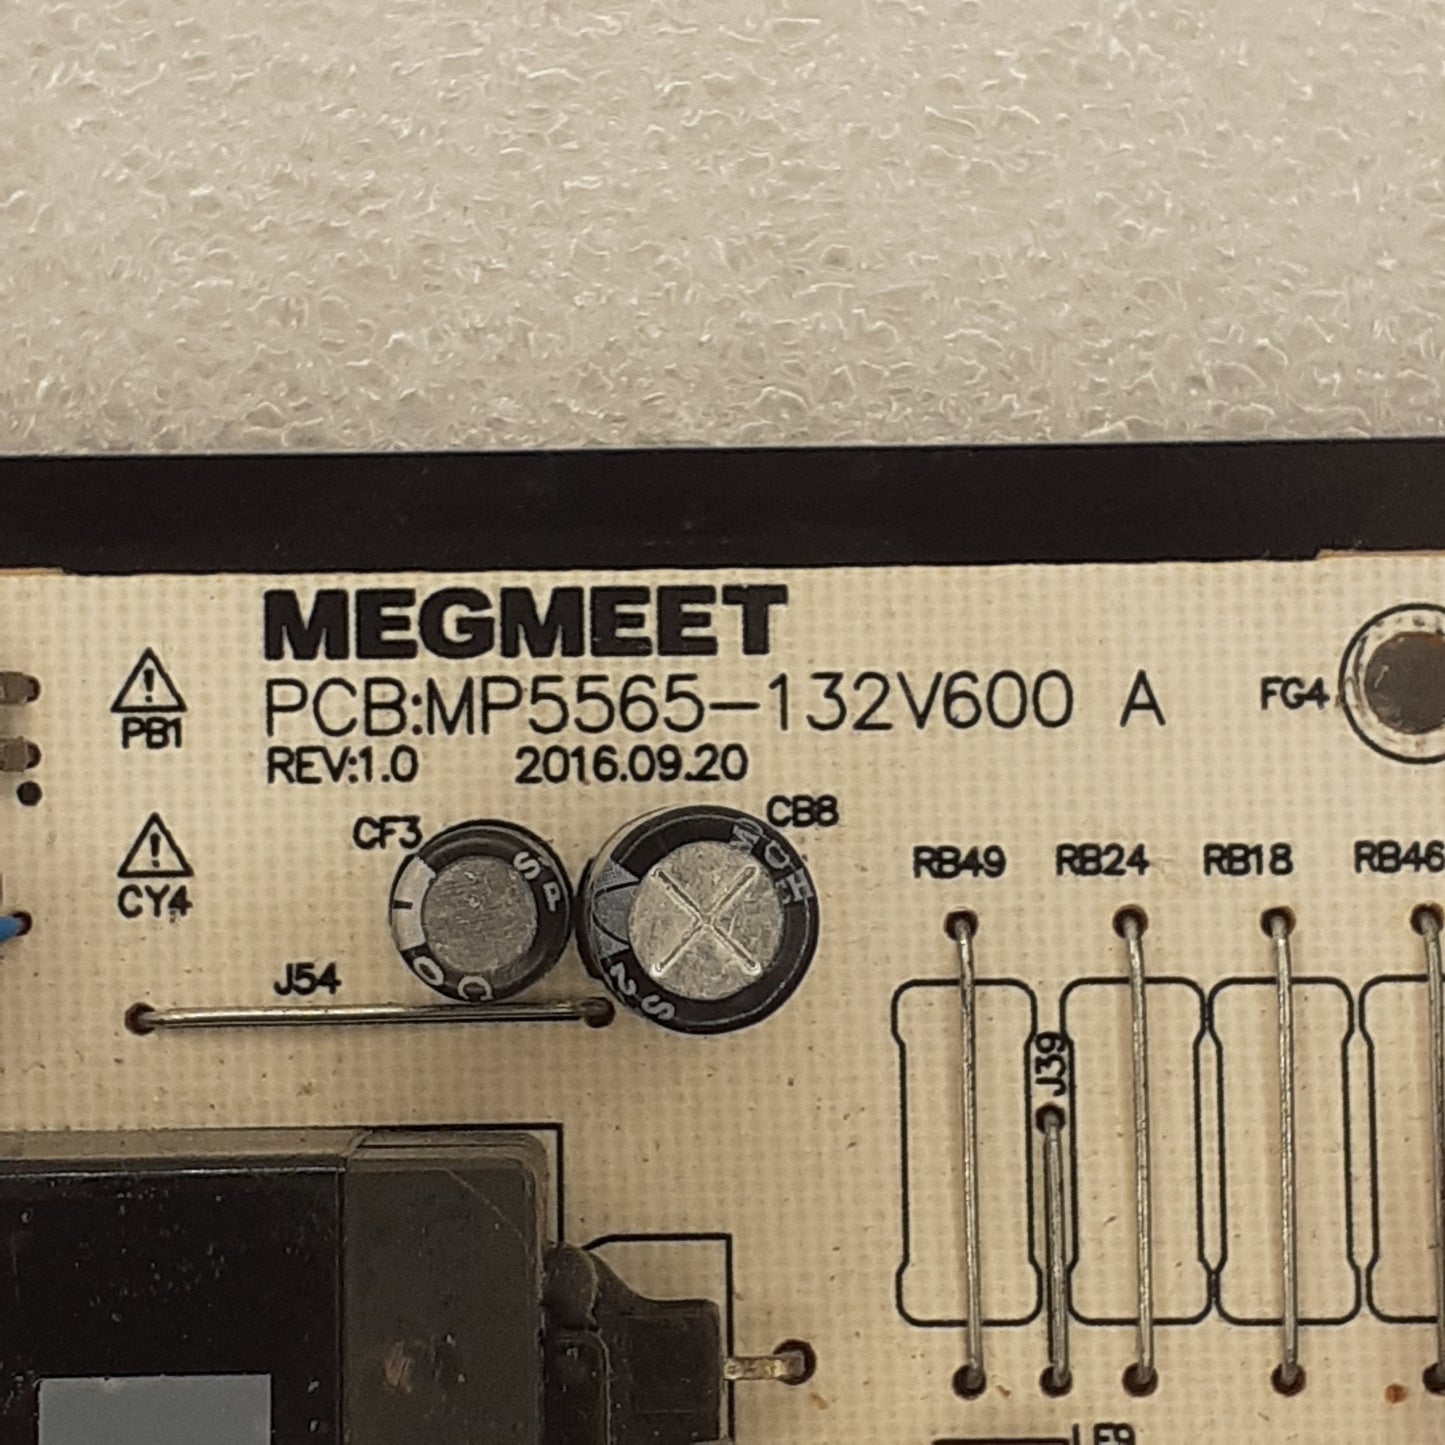 MEGMEET
PCB:MP5565-132V600 A
REV:1.0 2016.09.20
PB1
FG4
CB8
CF3
CY4
RB49 RB24 RB18 RB46
J54
J39